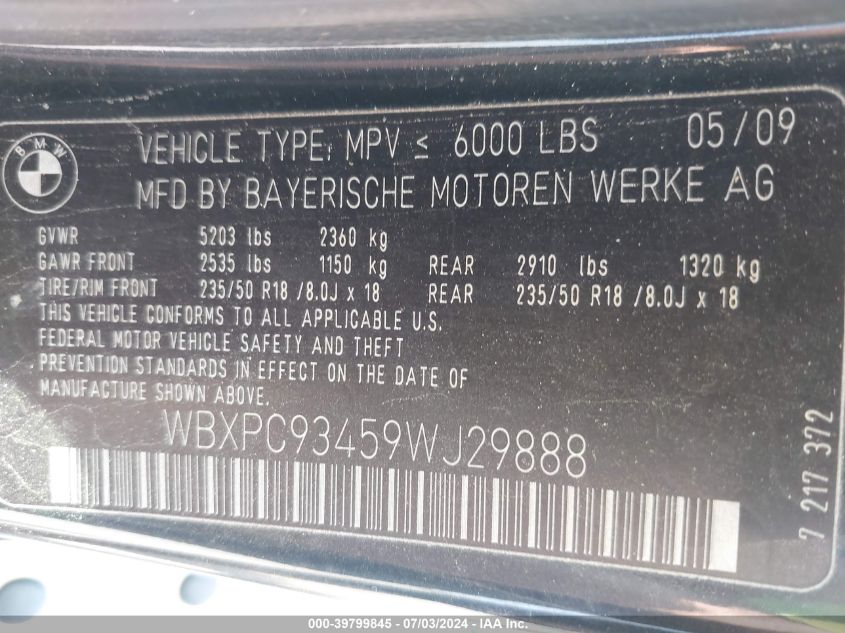 BMW
VEHICLE TYPE: MPV ≤ 6000 LBS 05/09
MFD BY BAYERISCHE MOTOREN WERKE AG
GVWR 5203 lbs 2360 kg
GAWR FRONT 2535 lbs 1150 kg REAR 2910 lbs 1320 kg
TIRE/RIM FRONT 235/50 R18 /8.0J x 18 REAR 235/50 R18 /8.0J x 18
THIS VEHICLE CONFORMS TO ALL APPLICABLE U.S.
FEDERAL MOTOR VEHICLE SAFETY AND THEFT
PREVENTION STANDARDS IN EFFECT ON THE DATE OF
MANUFACTURE SHOWN ABOVE.
WBXPC93459WJ29888
7 217 372
000-39799845 - 07/03/2024 - IAA Inc.